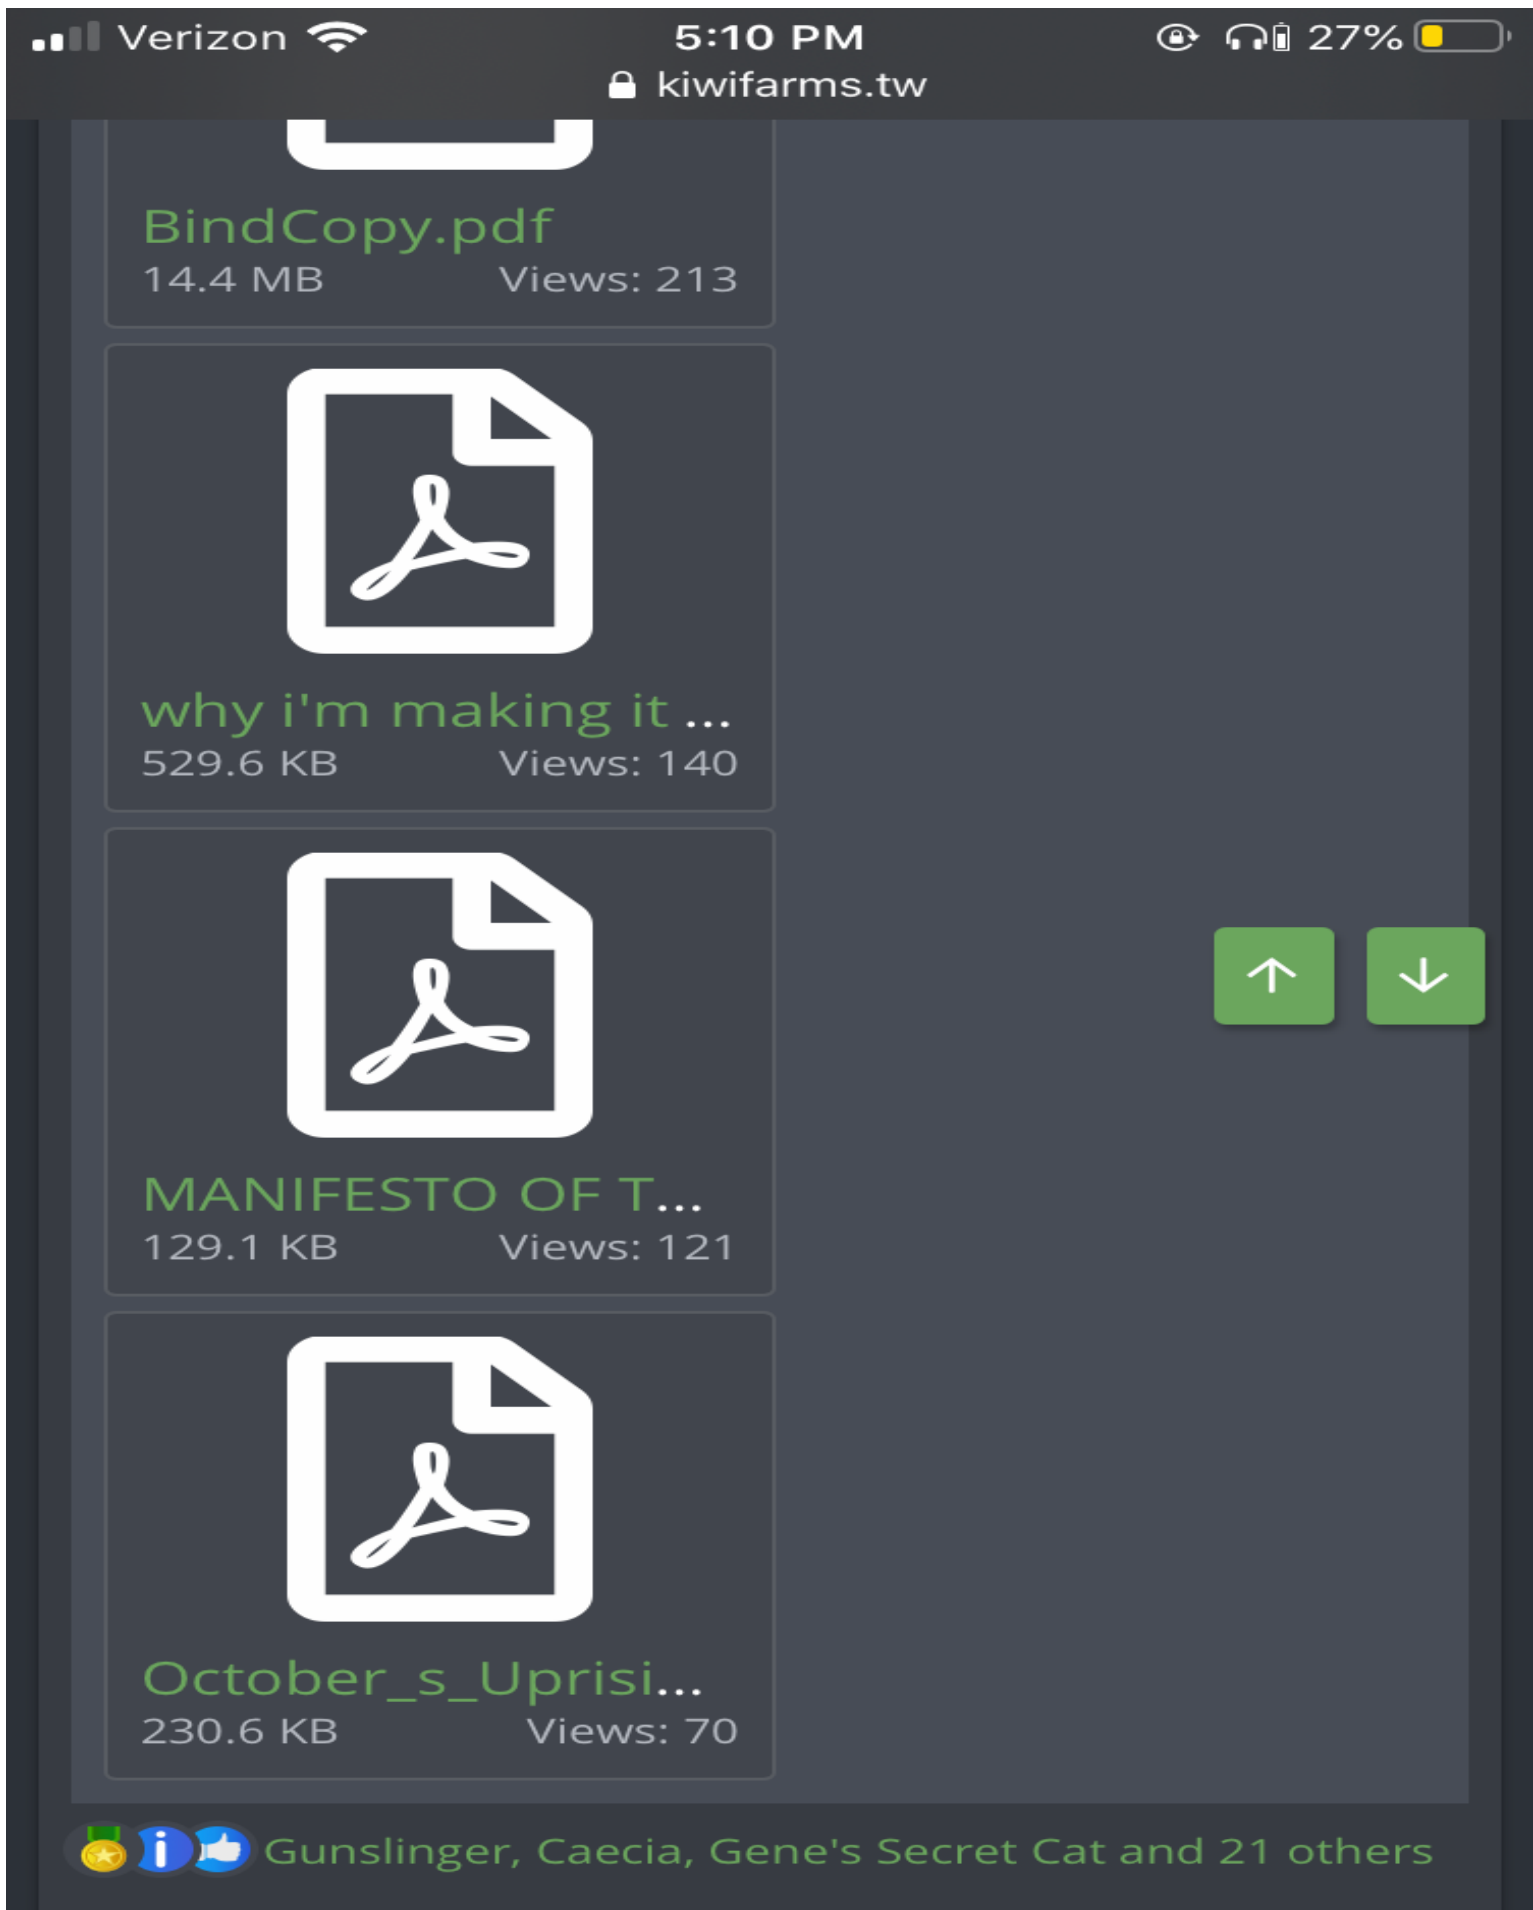 Verizon 5:10 PM 27%
kiwifarms.tw
BindCopy.pdf
14.4 MB Views: 213
why i'm making it ...
529.6 KB Views: 140
MANIFESTO OF T...
129.1 KB Views: 121
October_s_Uprisi...
230.6 KB Views: 70
Gunslinger, Caecia, Gene's Secret Cat and 21 others